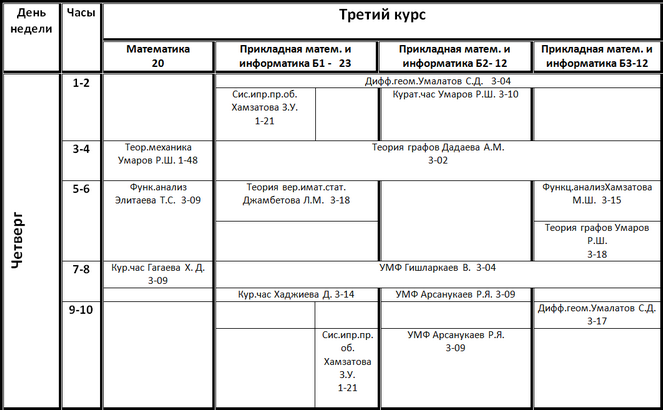 День
недели
Часы
Третий курс
Математика
20
Прикладная матем. и
информатика Б1 - 23
Прикладная матем. и
информатика Б2- 12
Прикладная матем. и
информатика Б3-12
Четверг
1-2
Дифф.геом.Умалатов С.Д. 3-04
Сис.ипр.пр.об.
Хамзатова З.У.
1-21
Курат.час Умаров Р.Ш. 3-10
3-4
Теор.механика
Умаров Р.Ш. 1-48
Теория графов Дадаева А.М.
3-02
5-6
Функ.анализ
Элитаева Т.С. 3-09
Теория вер.имат.стат.
Джамбетова Л.М. 3-18
Функц.анализХамзатова
М.Ш. 3-15
Теория графов Умаров
Р.Ш.
3-18
7-8
Кур.час Гагаева Х. Д.
3-09
УМФ Гишларкаев В. 3-04
Кур.час Хаджиева Д. 3-14
УМФ Арсанукаев Р.Я. 3-09
9-10
Дифф.геом.Умалатов С.Д.
3-17
Сис.ипр.пр.
об.
Хамзатова
З.У.
1-21
УМФ Арсанукаев Р.Я.
3-09